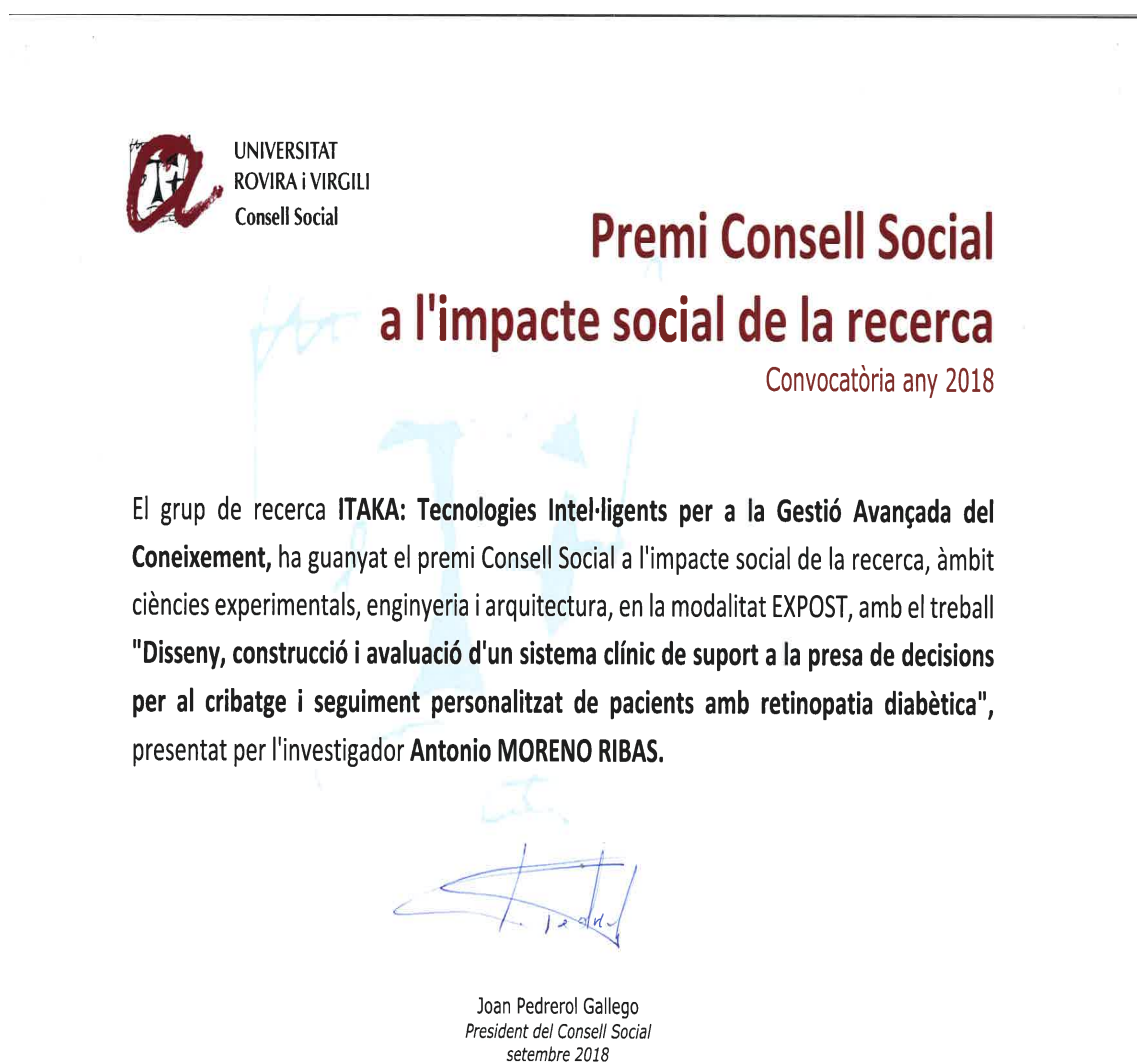 UNIVERSITAT
ROVIRA i VIRGILI
Consell Social
Premi Consell Social
a l'impacte social de la recerca
Convocatòria any 2018
El grup de recerca ITAKA: Tecnologies Intel·ligents per a la Gestió Avançada del
Coneixement, ha guanyat el premi Consell Social a l'impacte social de la recerca, àmbit
ciències experimentals, enginyeria i arquitectura, en la modalitat EXPOST, amb el treball
"Disseny, construcció i avaluació d'un sistema clínic de suport a la presa de decisions
per al cribatge i seguiment personalitzat de pacients amb retinopatia diabètica",
presentat per l'investigador Antonio MORENO RIBAS.
Joan Pedrerol Gallego
President del Consell Social
setembre 2018